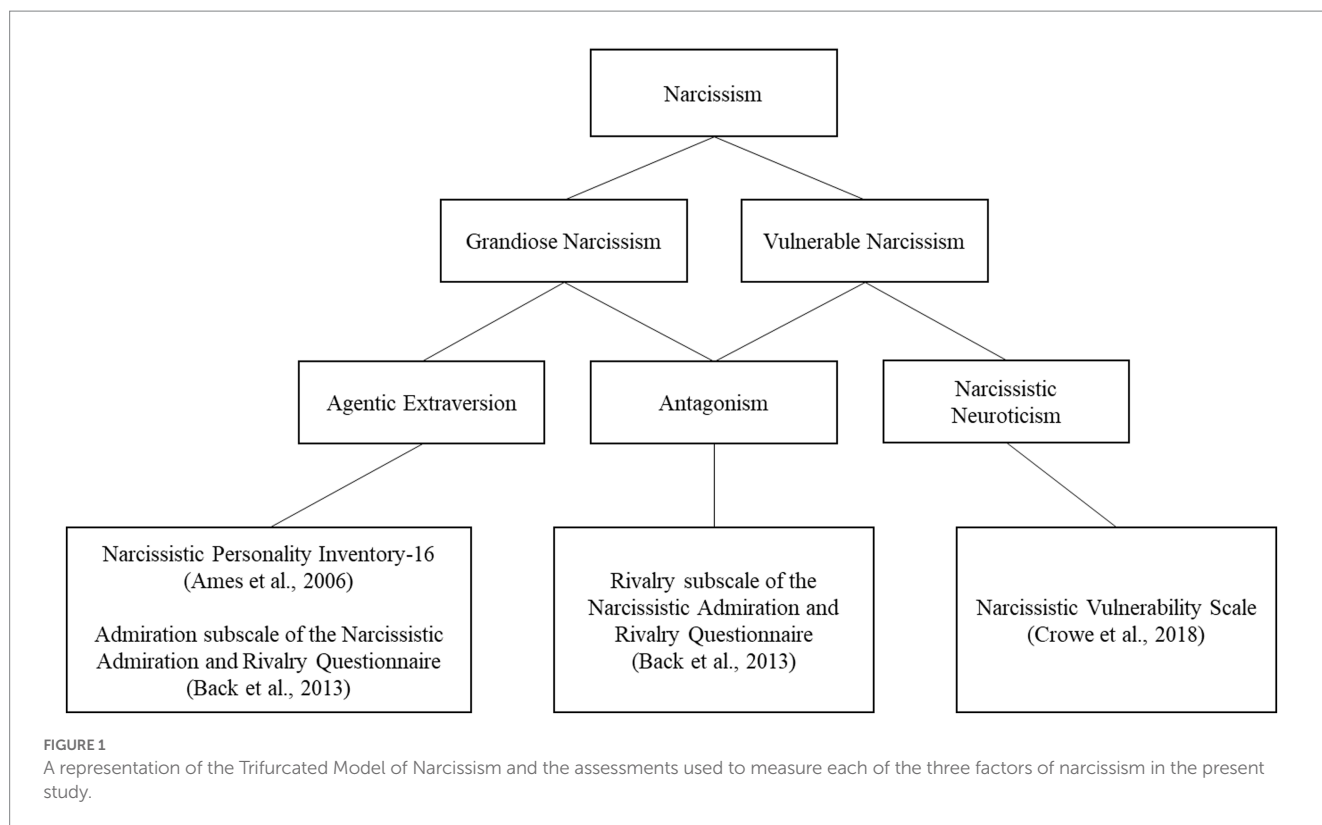 Narcissism
Grandiose Narcissism
Vulnerable Narcissism
Agentic Extraversion
Antagonism
Narcissistic
Neuroticism
Narcissistic Personality Inventory-16
(Ames et al., 2006)
Admiration subscale of the Narcissistic
Admiration and Rivalry Questionnaire
(Back et al., 2013)
Rivalry subscale of the
Narcissistic Admiration and
Rivalry Questionnaire
(Back et al., 2013)
Narcissistic Vulnerability Scale
(Crowe et al., 2018)
FIGURE 1
A representation of the Trifurcated Model of Narcissism and the assessments used to measure each of the three factors of narcissism in the present
study.